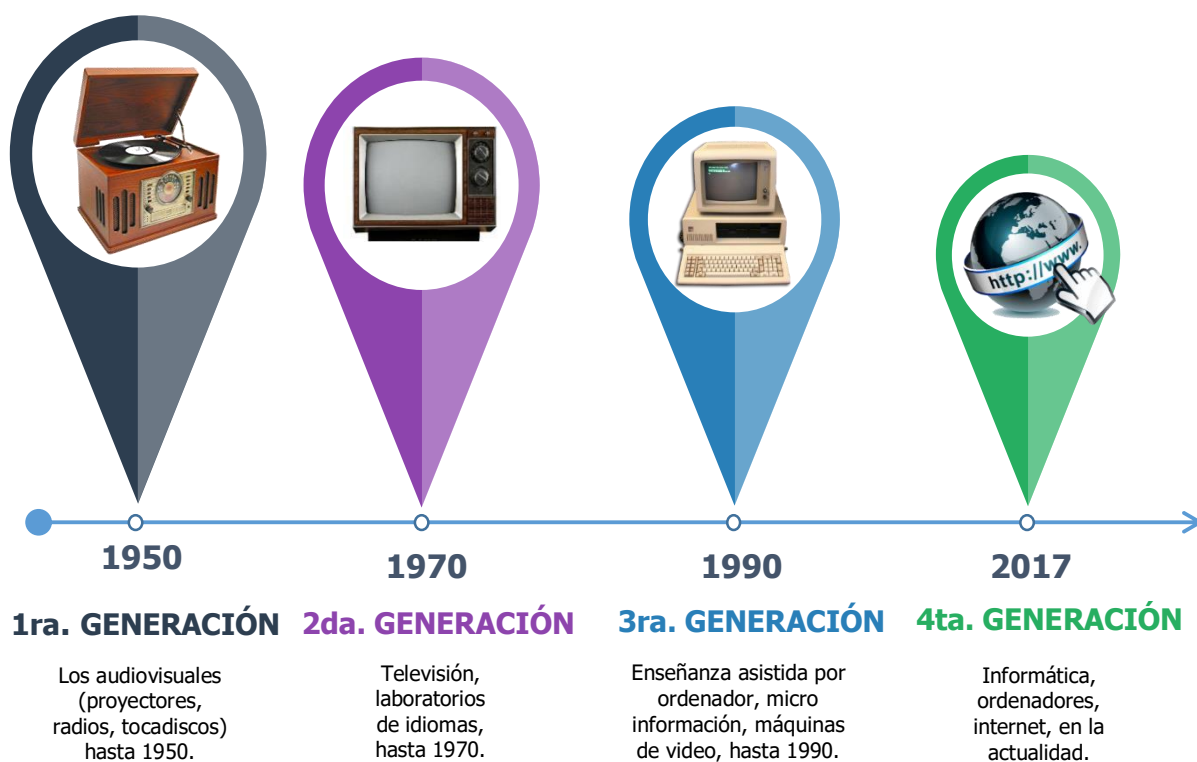 http://www.
1950
1970
1990
2017
1ra. GENERACIÓN
2da. GENERACIÓN
3ra. GENERACIÓN
4ta. GENERACIÓN
Los audiovisuales
(proyectores,
radios, tocadiscos)
hasta 1950.
Televisión,
laboratorios
de idiomas,
hasta 1970.
Enseñanza asistida por
ordenador, micro
información, máquinas
de video, hasta 1990.
Informática,
ordenadores,
internet, en la
actualidad.